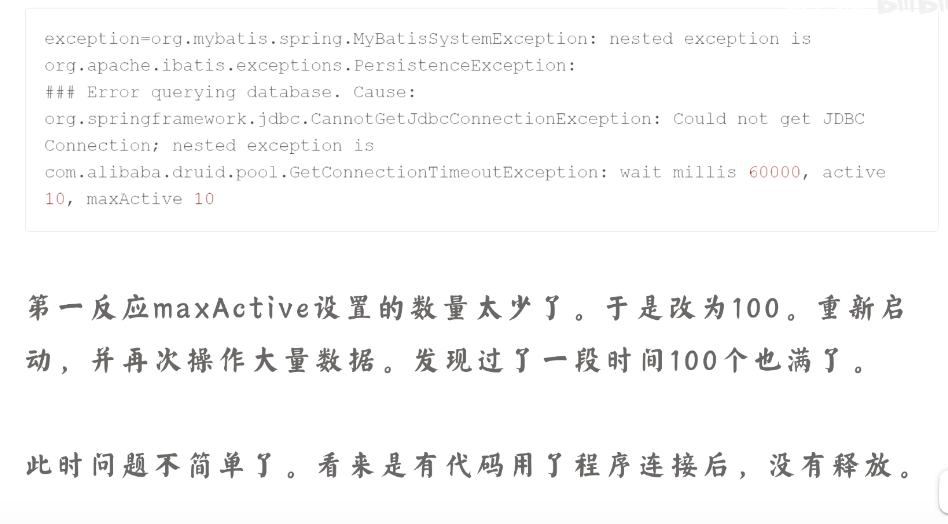 exception=org.mybatis.spring.MyBatisSystemException: nested exception is
org.apache.ibatis.exceptions.PersistenceException:
### Error querying database. Cause:
org.springframework.jdbc.CannotGetJdbcConnectionException: Could not get JDBC
Connection; nested exception is
com.alibaba.druid.pool.GetConnectionTimeoutException: wait millis 60000, active
10, maxActive 10
第一反应maxActive设置的数量太少了。于是改为100。重新启
动，并再次操作大量数据。发现过了一段时间100个也满了。
此时问题不简单了。看来是有代码用了程序连接后，没有释放。